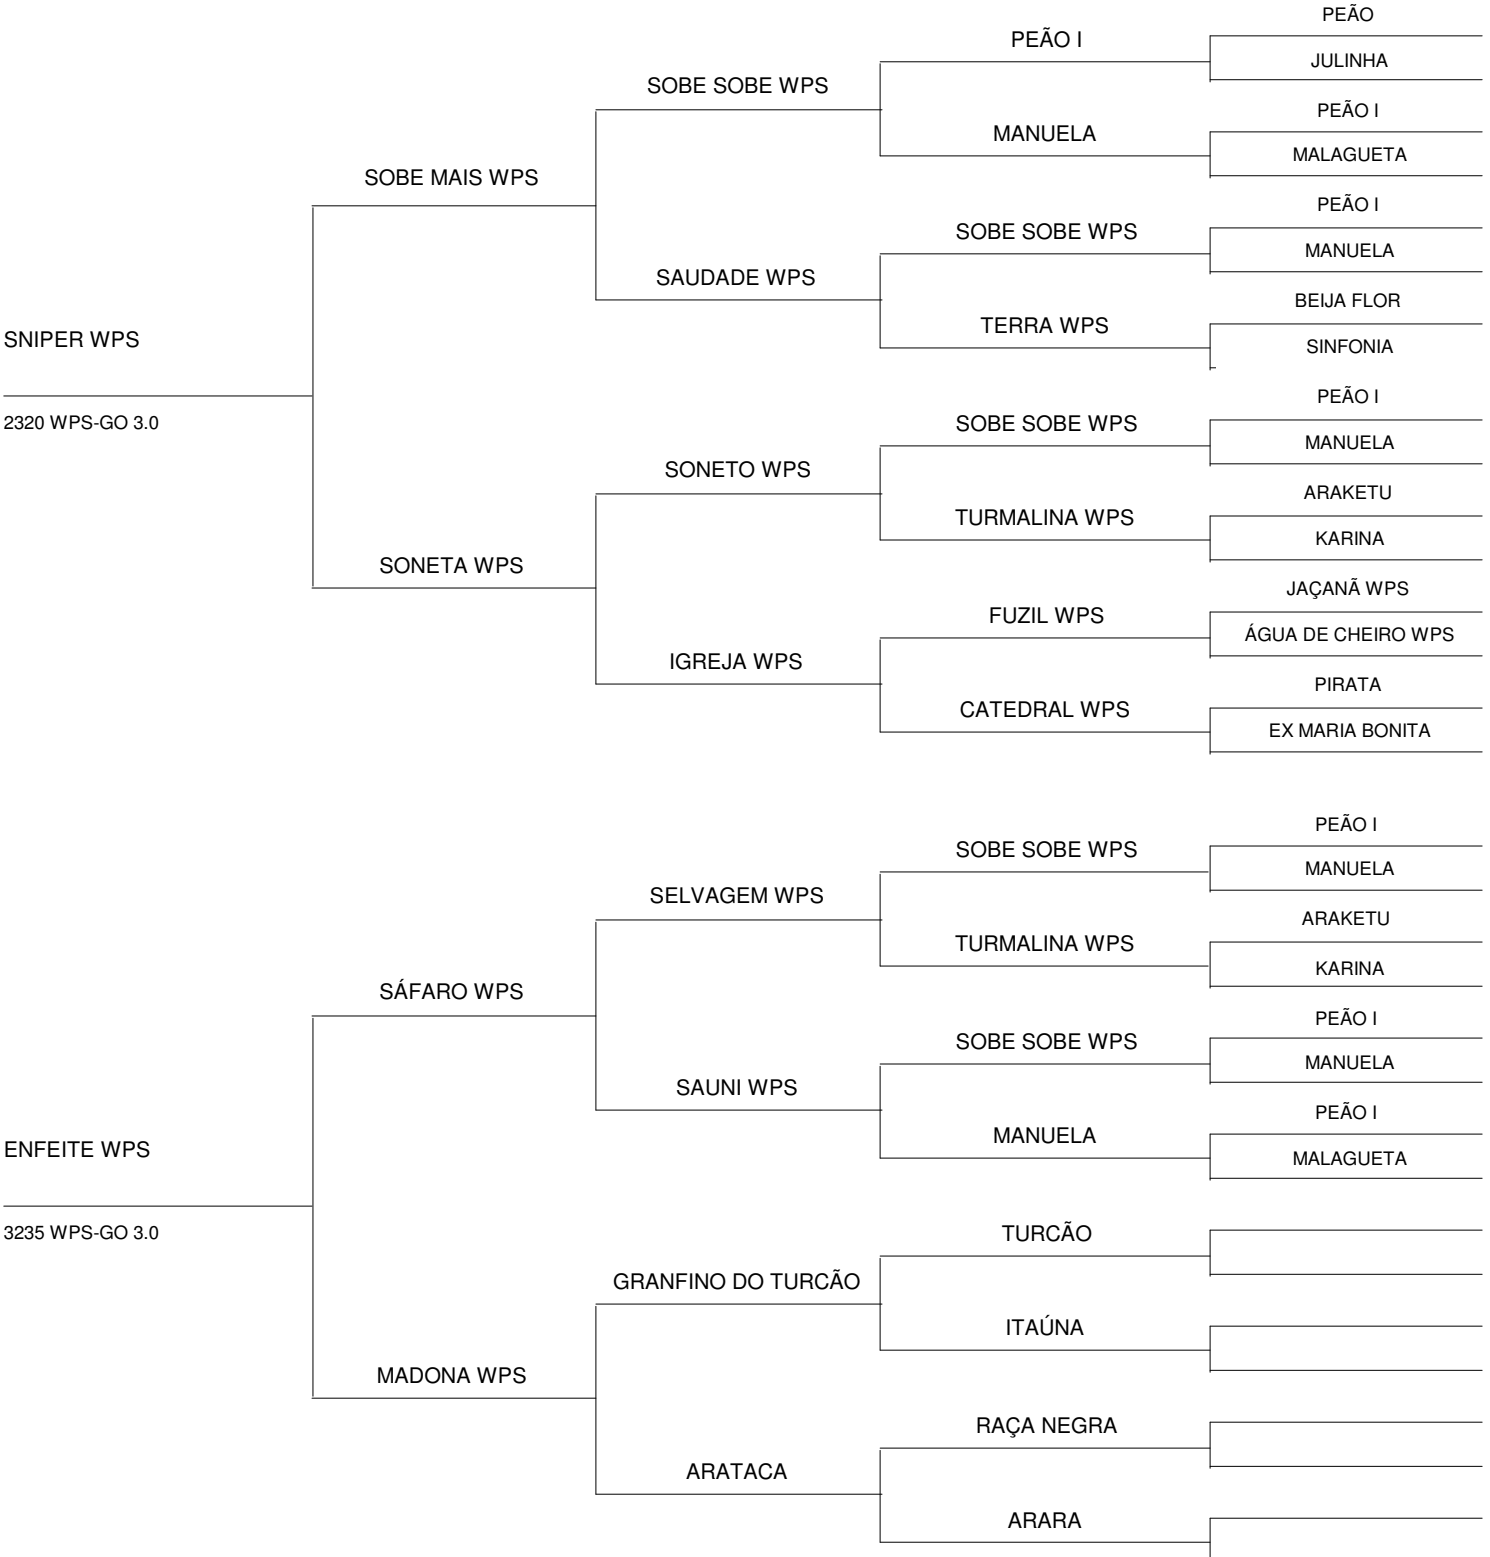 PEÃO
PEÃO I
JULINHA
SOBE SOBE WPS
PEÃO I
MANUELA
MALAGUETA
SOBE MAIS WPS
PEÃO I
SOBE SOBE WPS
MANUELA
SAUDADE WPS
BEIJA FLOR
TERRA WPS
SINFONIA
SNIPER WPS
2320 WPS-GO 3.0
PEÃO I
SOBE SOBE WPS
MANUELA
SONETO WPS
ARAKETU
TURMALINA WPS
KARINA
SONETA WPS
JAÇANÃ WPS
FUZIL WPS
ÁGUA DE CHEIRO WPS
IGREJA WPS
PIRATA
CATEDRAL WPS
EX MARIA BONITA
PEÃO I
SOBE SOBE WPS
MANUELA
SELVAGEM WPS
ARAKETU
TURMALINA WPS
KARINA
SÁFARO WPS
PEÃO I
SOBE SOBE WPS
MANUELA
SAUNI WPS
PEÃO I
MANUELA
MALAGUETA
ENFEITE WPS
3235 WPS-GO 3.0
TURCÃO
GRANFINO DO TURCÃO
ITAÚNA
MADONA WPS
RAÇA NEGRA
ARATACA
ARARA